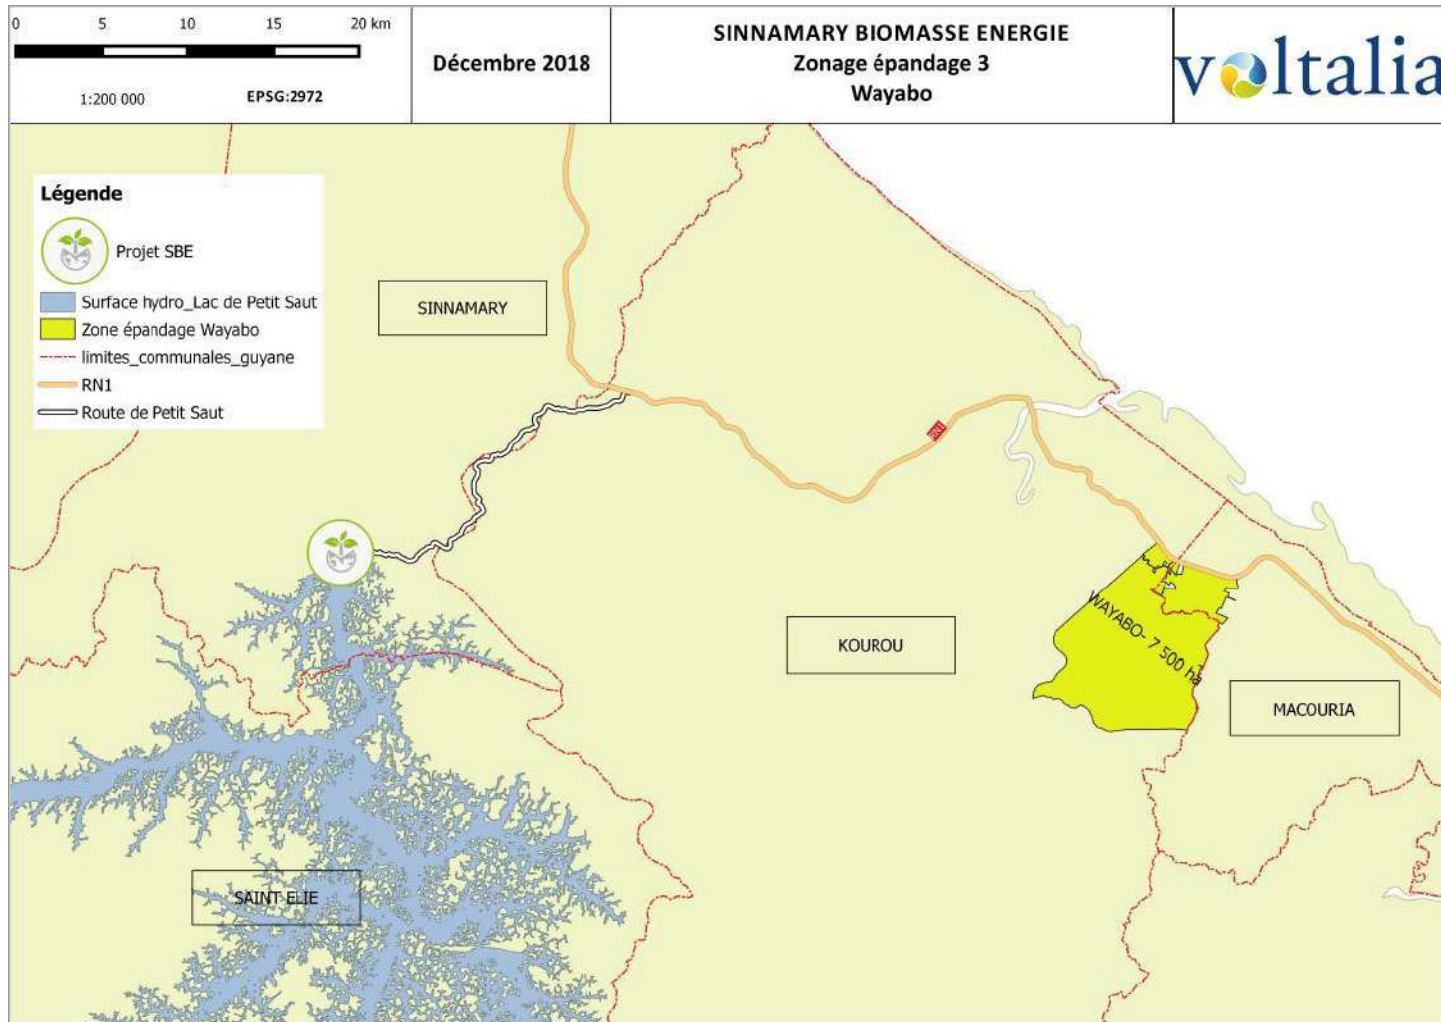 0 5 10 15 20 km
1:200 000 EPSG:2972
Décembre 2018
SINNAMARY BIOMASSE ENERGIE
Zonage épandage 3
Wayabo
voltalia
Légende
Projet SBE
Surface hydro_Lac de Petit Saut
Zone épandage Wayabo
limites_communales_guyane
RN1
Route de Petit Saut
SINNAMARY
RN1
KOUROU
WAYABO- 7 500 ha
MACOURIA
SAINT ELIE